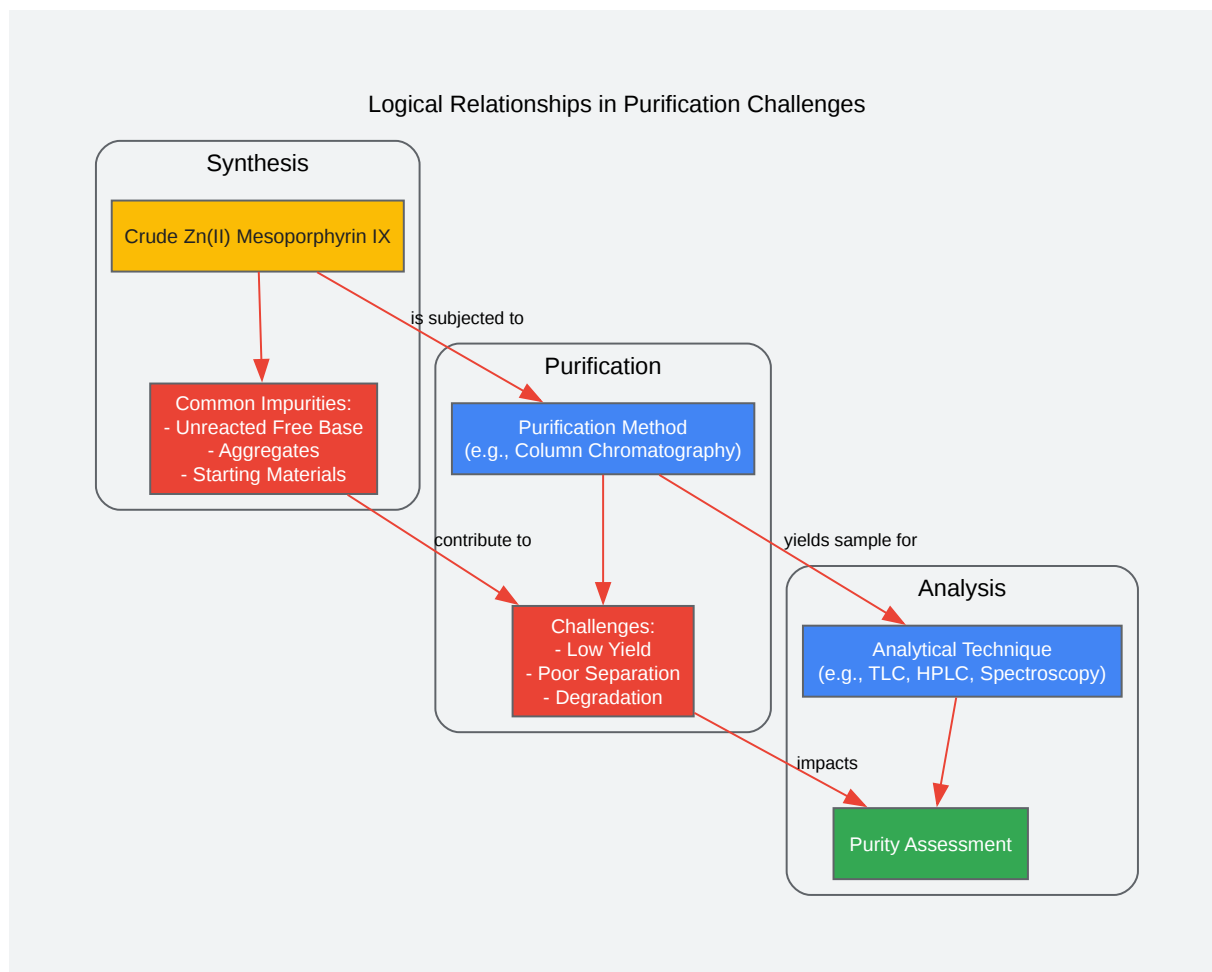 Logical Relationships in Purification Challenges
Synthesis
Crude Zn(II) Mesoporphyrin IX
is subjected to
Common Impurities:
- Unreacted Free Base
- Aggregates
- Starting Materials
Purification
Purification Method
(e.g., Column Chromatography)
contribute to
yields sample for
Challenges:
- Low Yield
- Poor Separation
- Degradation
Analysis
Analytical Technique
(e.g., TLC, HPLC, Spectroscopy)
impacts
Purity Assessment